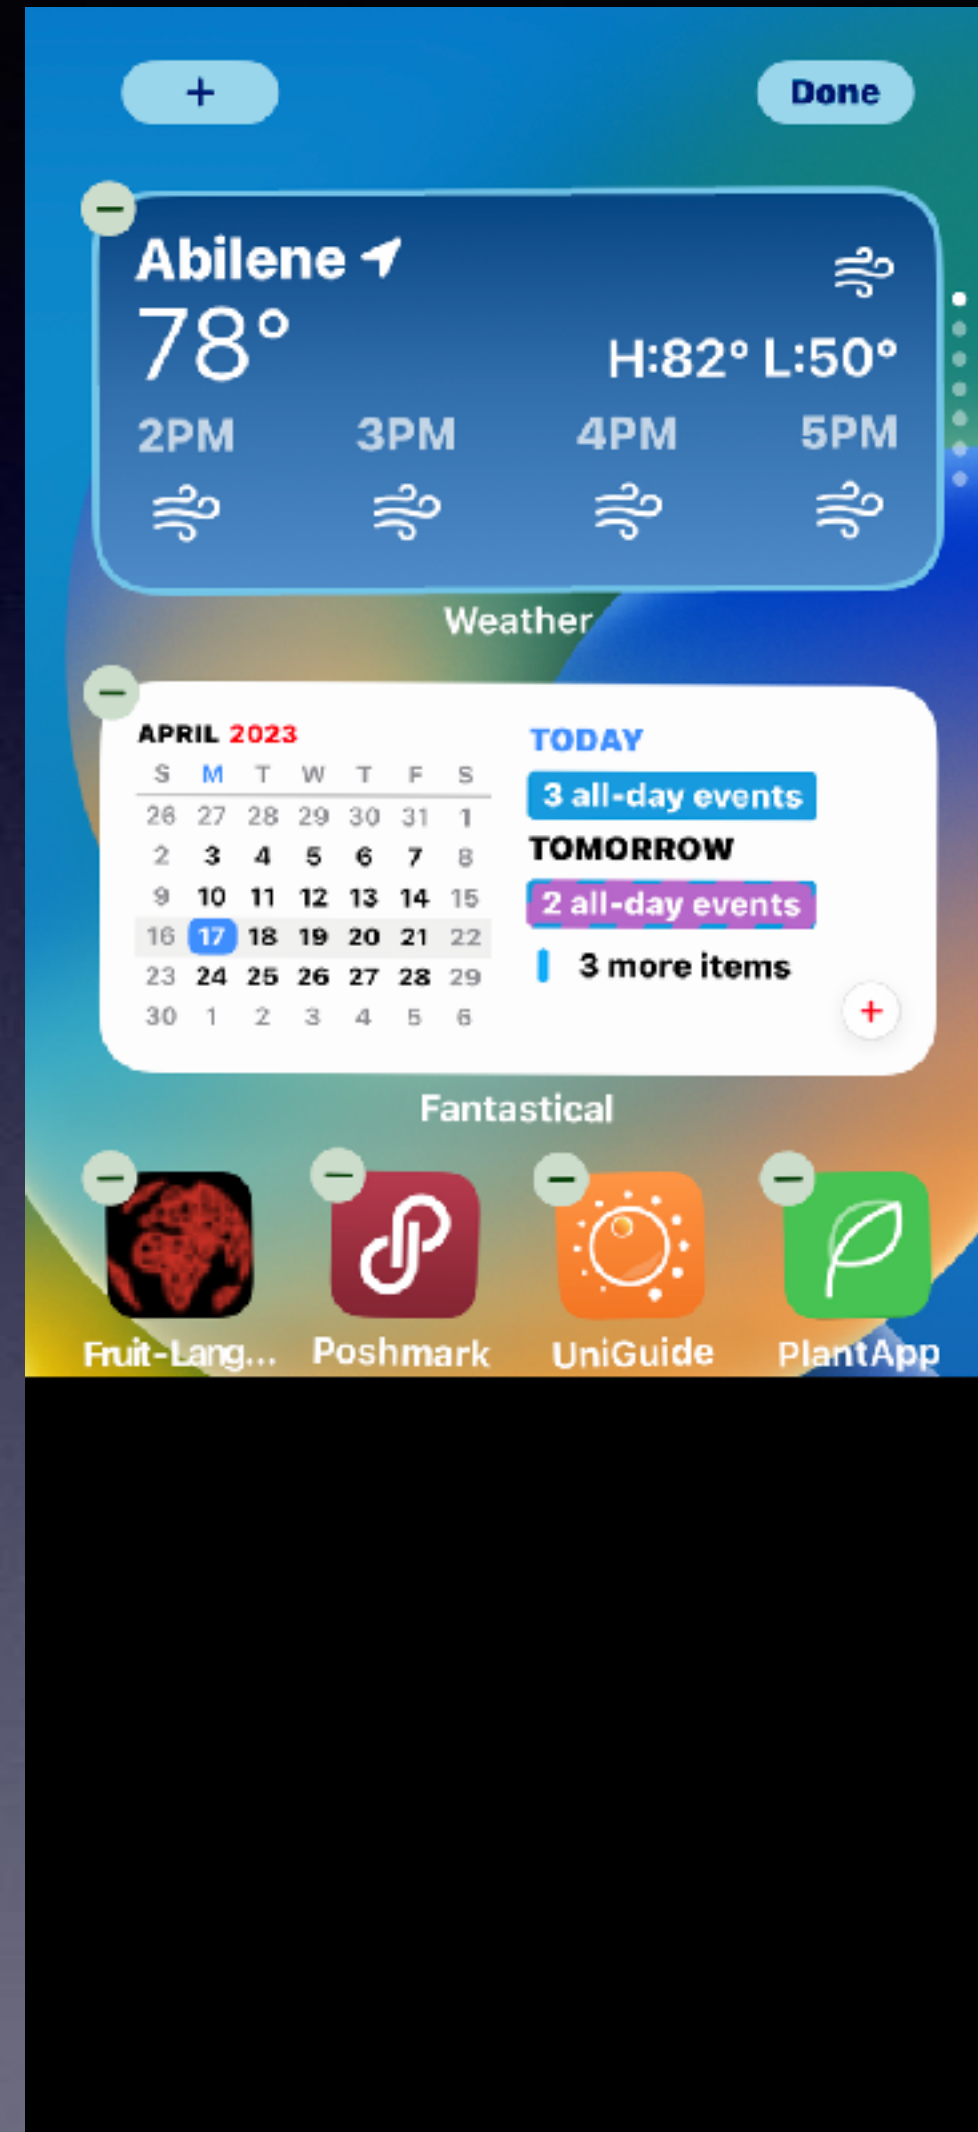 +
Done
Abilene
78°
H:82° L:50°
2PM 3PM 4PM 5PM
Weather
APRIL 2023
S M T W T F S
26 27 28 29 30 31 1
2 3 4 5 6 7 8
9 10 11 12 13 14 15
16 17 18 19 20 21 22
23 24 25 26 27 28 29
30 1 2 3 4 5 6
TODAY
3 all-day events
TOMORROW
2 all-day events
3 more items
+
Fantastical
Fruit-Lang...
Poshmark
UniGuide
PlantApp